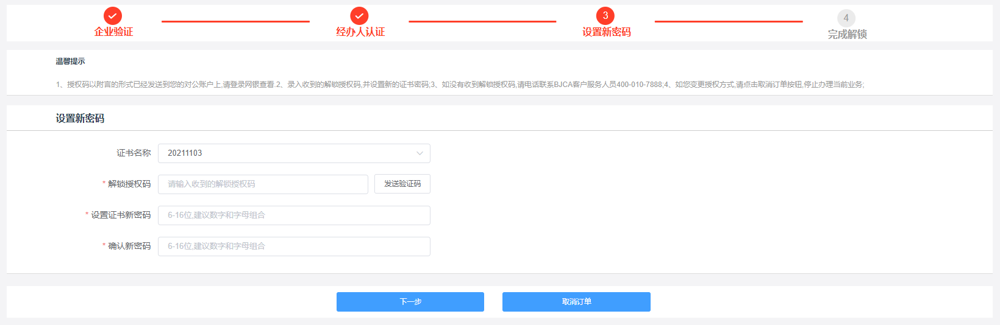 企业验证
经办人认证
3
设置新密码
4
完成解锁
温馨提示
1、授权码以附言的形式已经发送到您的对公账户上,请登录网银查看.2、录入收到的解锁授权码,并设置新的证书密码;3、如没有收到解锁授权码,请电话联系BJCA客户服务人员400-010-7888;4、如您变更授权方式,请点击取消订单按钮,停止办理当前业务;
设置新密码
证书名称 20211103
* 解锁授权码 请输入收到的解锁授权码 发送验证码
* 设置证书新密码 6-16位,建议数字和字母组合
* 确认新密码 6-16位,建议数字和字母组合
下一步 取消订单